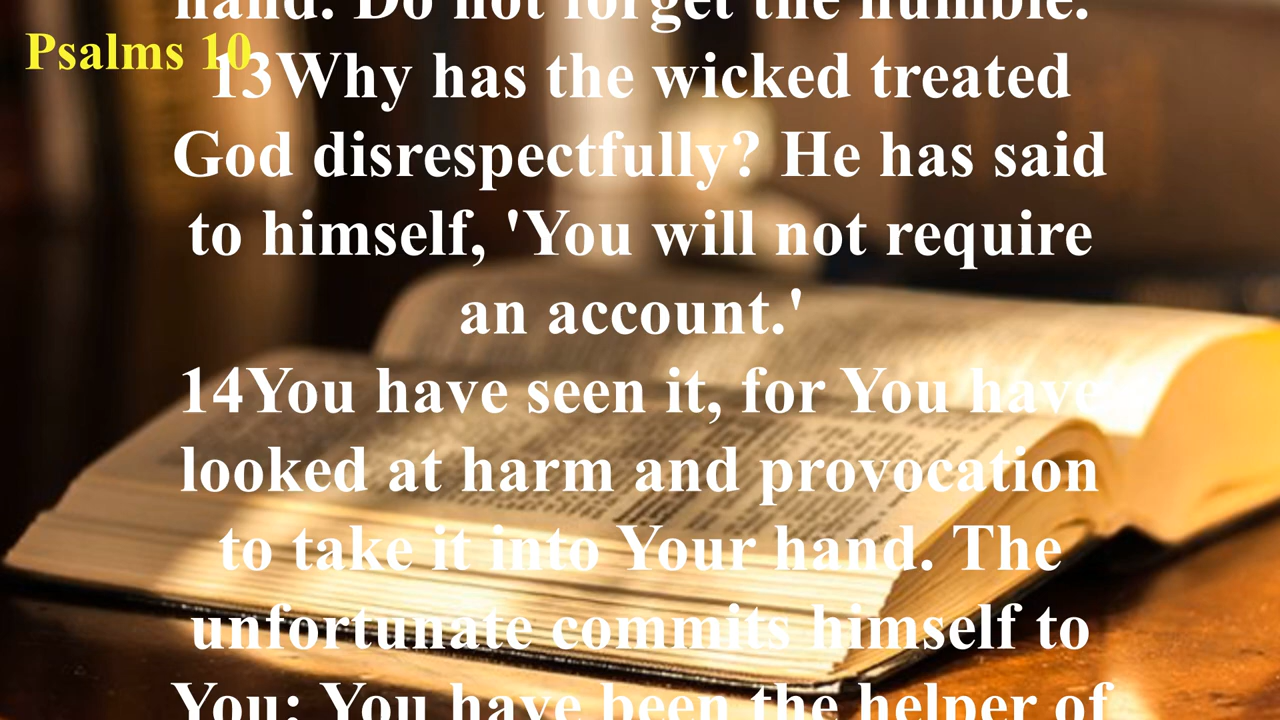 hand. Do not forget the humble.
Psalms 10
13Why has the wicked treated
God disrespectfully? He has said
to himself, 'You will not require
an account.'
14You have seen it, for You have
looked at harm and provocation
to take it into Your hand. The
unfortunate commits himself to
You; You have been the helper of